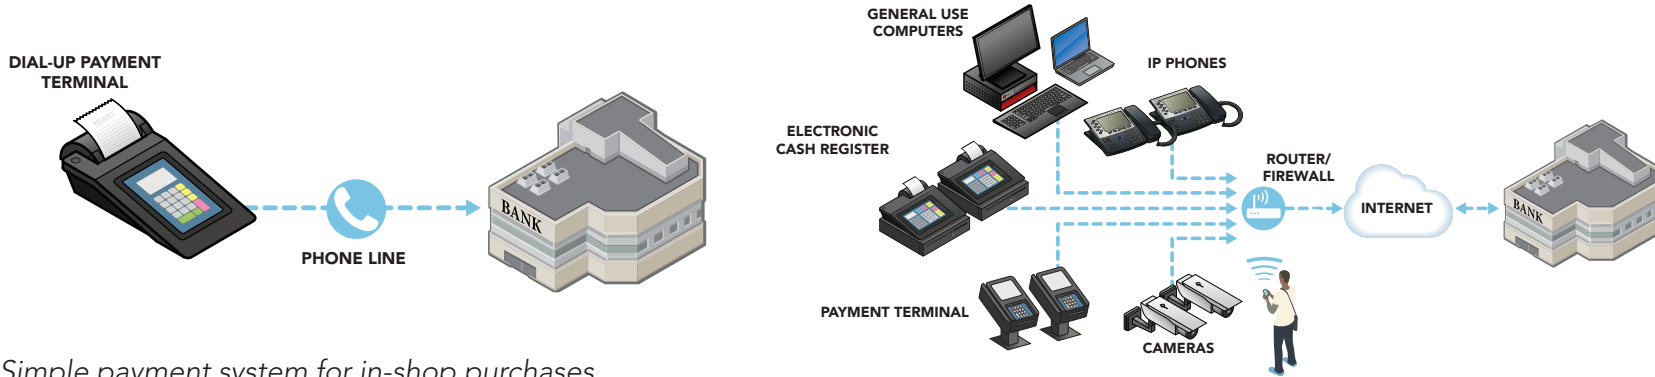 DIAL-UP PAYMENT
TERMINAL
BANK
PHONE LINE
Simple payment system for in-shop purchases
GENERAL USE
COMPUTERS
IP PHONES
ELECTRONIC
CASH REGISTER
ROUTER/
FIREWALL
INTERNET
BANK
PAYMENT TERMINAL
CAMERAS